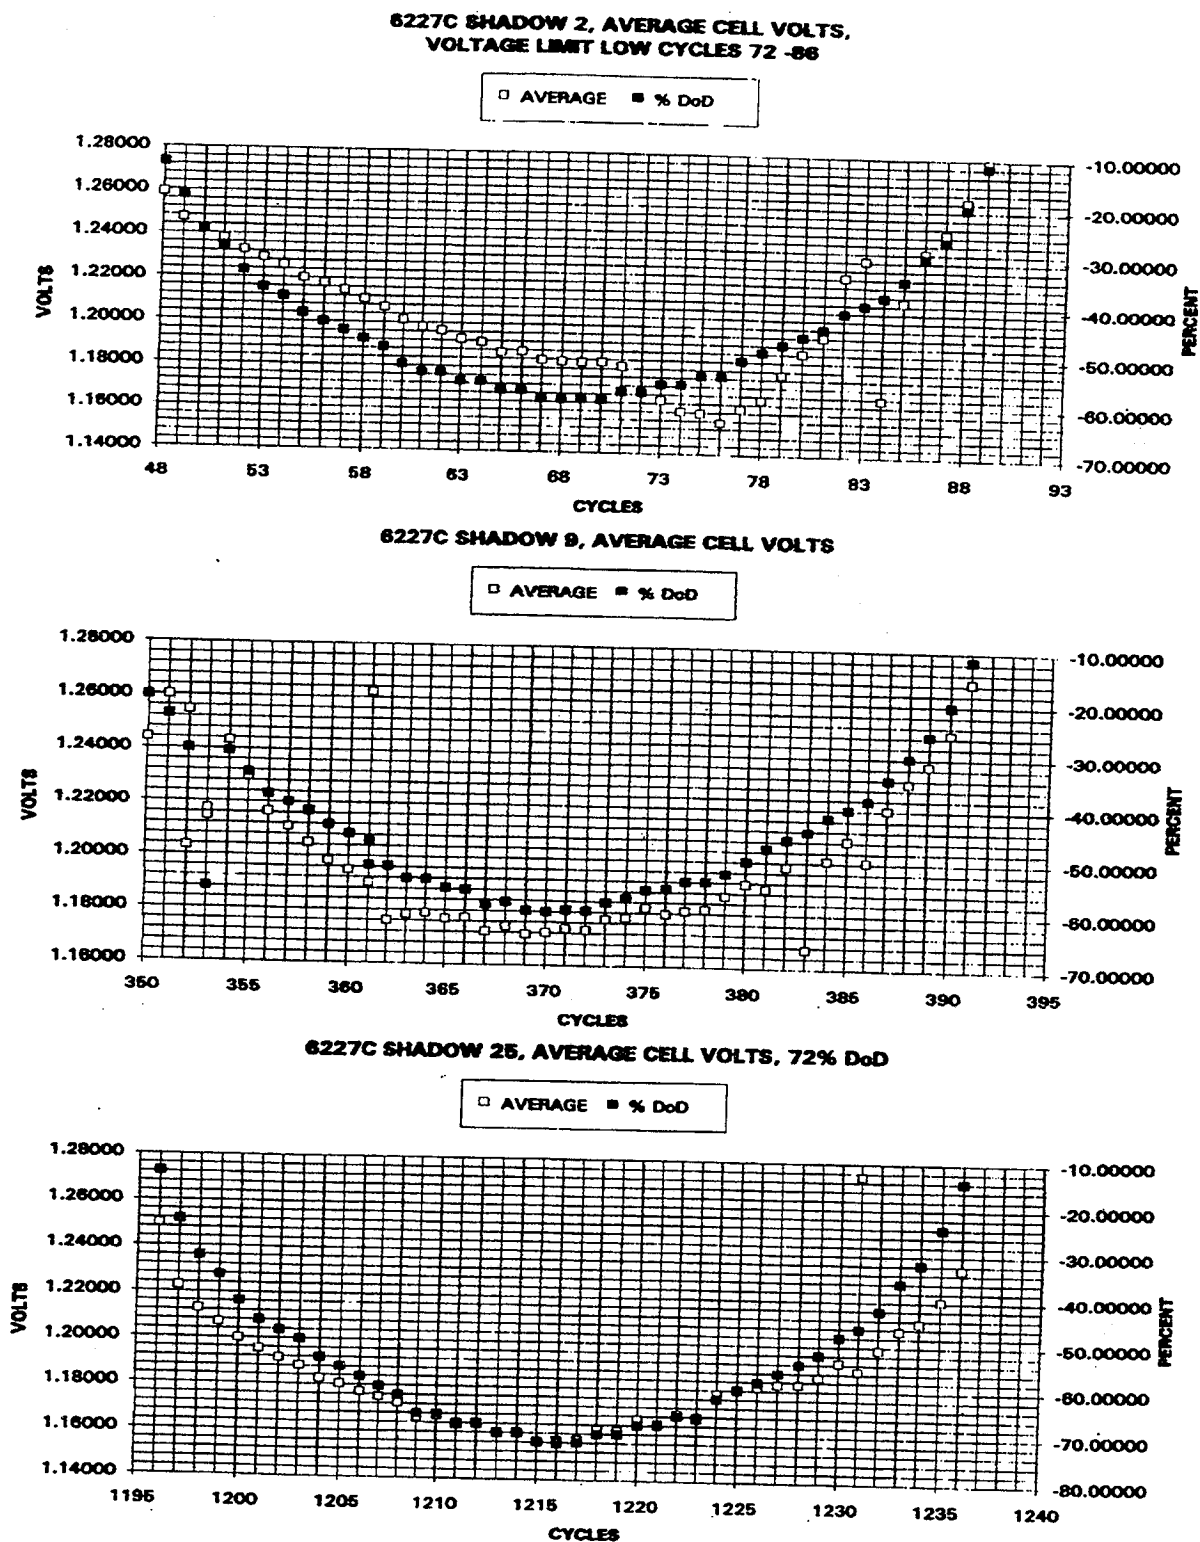 6227C SHADOW 2, AVERAGE CELL VOLTS,
VOLTAGE LIMIT LOW CYCLES 72 -86
AVERAGE % DoD
1.28000
1.26000
1.24000
1.22000
1.20000
1.18000
1.16000
1.14000
VOLTS
-10.00000
-20.00000
-30.00000
-40.00000
-50.00000
-60.00000
-70.00000
PERCENT
48 53 58 63 68 73 78 83 88 93
CYCLES
6227C SHADOW 9, AVERAGE CELL VOLTS
AVERAGE % DoD
1.28000
1.26000
1.24000
1.22000
1.20000
1.18000
1.16000
VOLTS
-10.00000
-20.00000
-30.00000
-40.00000
-50.00000
-60.00000
-70.00000
PERCENT
350 355 360 365 370 375 380 385 390 395
CYCLES
6227C SHADOW 25, AVERAGE CELL VOLTS, 72% DoD
AVERAGE % DoD
1.28000
1.26000
1.24000
1.22000
1.20000
1.18000
1.16000
1.14000
VOLTS
-10.00000
-20.00000
-30.00000
-40.00000
-50.00000
-60.00000
-70.00000
-80.00000
PERCENT
1195 1200 1205 1210 1215 1220 1225 1230 1235 1240
CYCLES